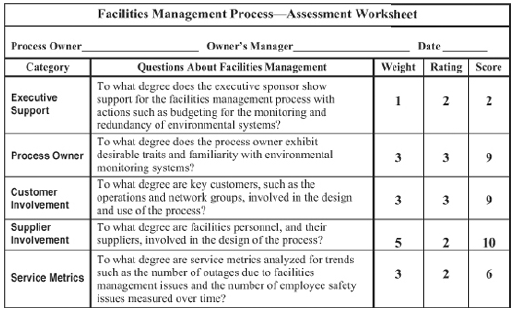 Facilities Management Process—Assessment Worksheet
Process Owner____________________ Owner's Manager____________________ Date________
Category Questions About Facilities Management Weight Rating Score
Executive Support To what degree does the executive sponsor show
support for the facilities management process with
actions such as budgeting for the monitoring and
redundancy of environmental systems? 1 2 2
Process Owner To what degree does the process owner exhibit
desirable traits and familiarity with environmental
monitoring systems? 3 3 9
Customer Involvement To what degree are key customers, such as the
operations and network groups, involved in the design
and use of the process? 3 3 9
Supplier Involvement To what degree are facilities personnel, and their
suppliers, involved in the design of the process? 5 2 10
Service Metrics To what degree are service metrics analyzed for trends
such as the number of outages due to facilities
management issues and the number of employee safety
issues measured over time? 3 2 6